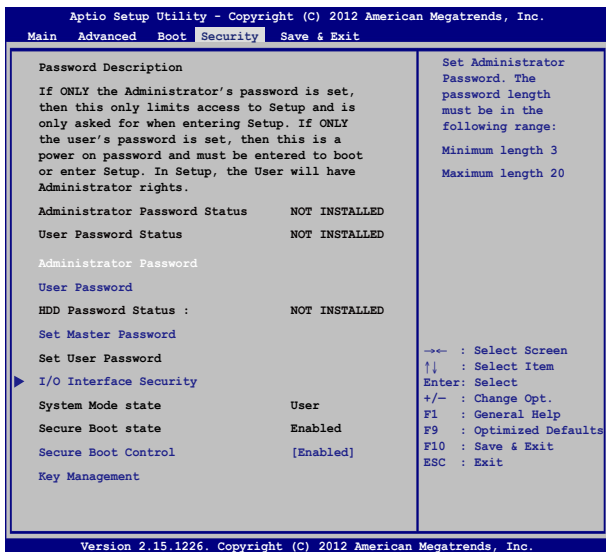 Aptio Setup Utility - Copyright (C) 2012 American Megatrends, Inc.
Main Advanced Boot Security Save & Exit
Password Description
If ONLY the Administrator's password is set,
then this only limits access to Setup and is
only asked for when entering Setup. If ONLY
the user's password is set, then this is a
power on password and must be entered to boot
or enter Setup. In Setup, the User will have
Administrator rights.
Administrator Password Status NOT INSTALLED
User Password Status NOT INSTALLED
Administrator Password
User Password
HDD Password Status : NOT INSTALLED
Set Master Password
Set User Password
I/O Interface Security
System Mode state User
Secure Boot state Enabled
Secure Boot Control [Enabled]
Key Management
Set Administrator
Password. The
password length
must be in the
following range:
Minimum length 3
Maximum length 20
→← : Select Screen
↑↓ : Select Item
Enter: Select
+/— : Change Opt.
F1 : General Help
F9 : Optimized Defaults
F10 : Save & Exit
ESC : Exit
Version 2.15.1226. Copyright (C) 2012 American Megatrends, Inc.